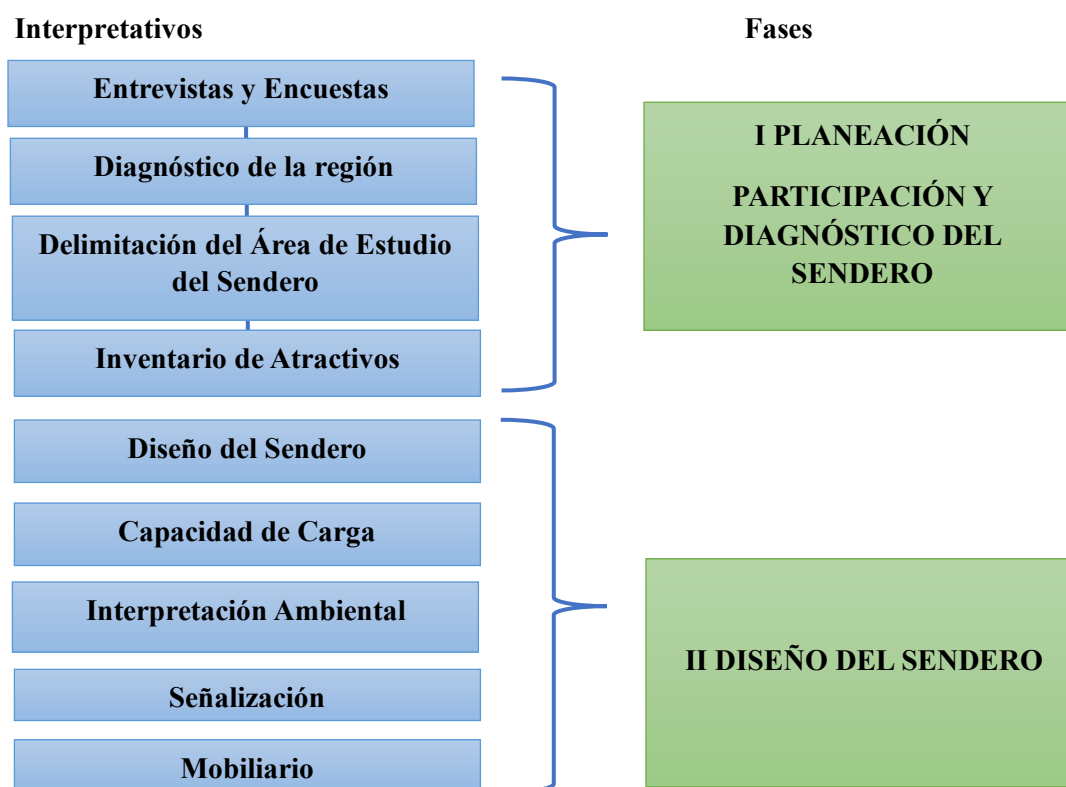 Interpretativos
Fases
Entrevistas y Encuestas
Diagnóstico de la región
Delimitación del Área de Estudio
del Sendero
Inventario de Atractivos
I PLANEACIÓN
PARTICIPACIÓN Y
DIAGNÓSTICO DEL
SENDERO
Diseño del Sendero
Capacidad de Carga
Interpretación Ambiental
Señalización
Mobiliario
II DISEÑO DEL SENDERO